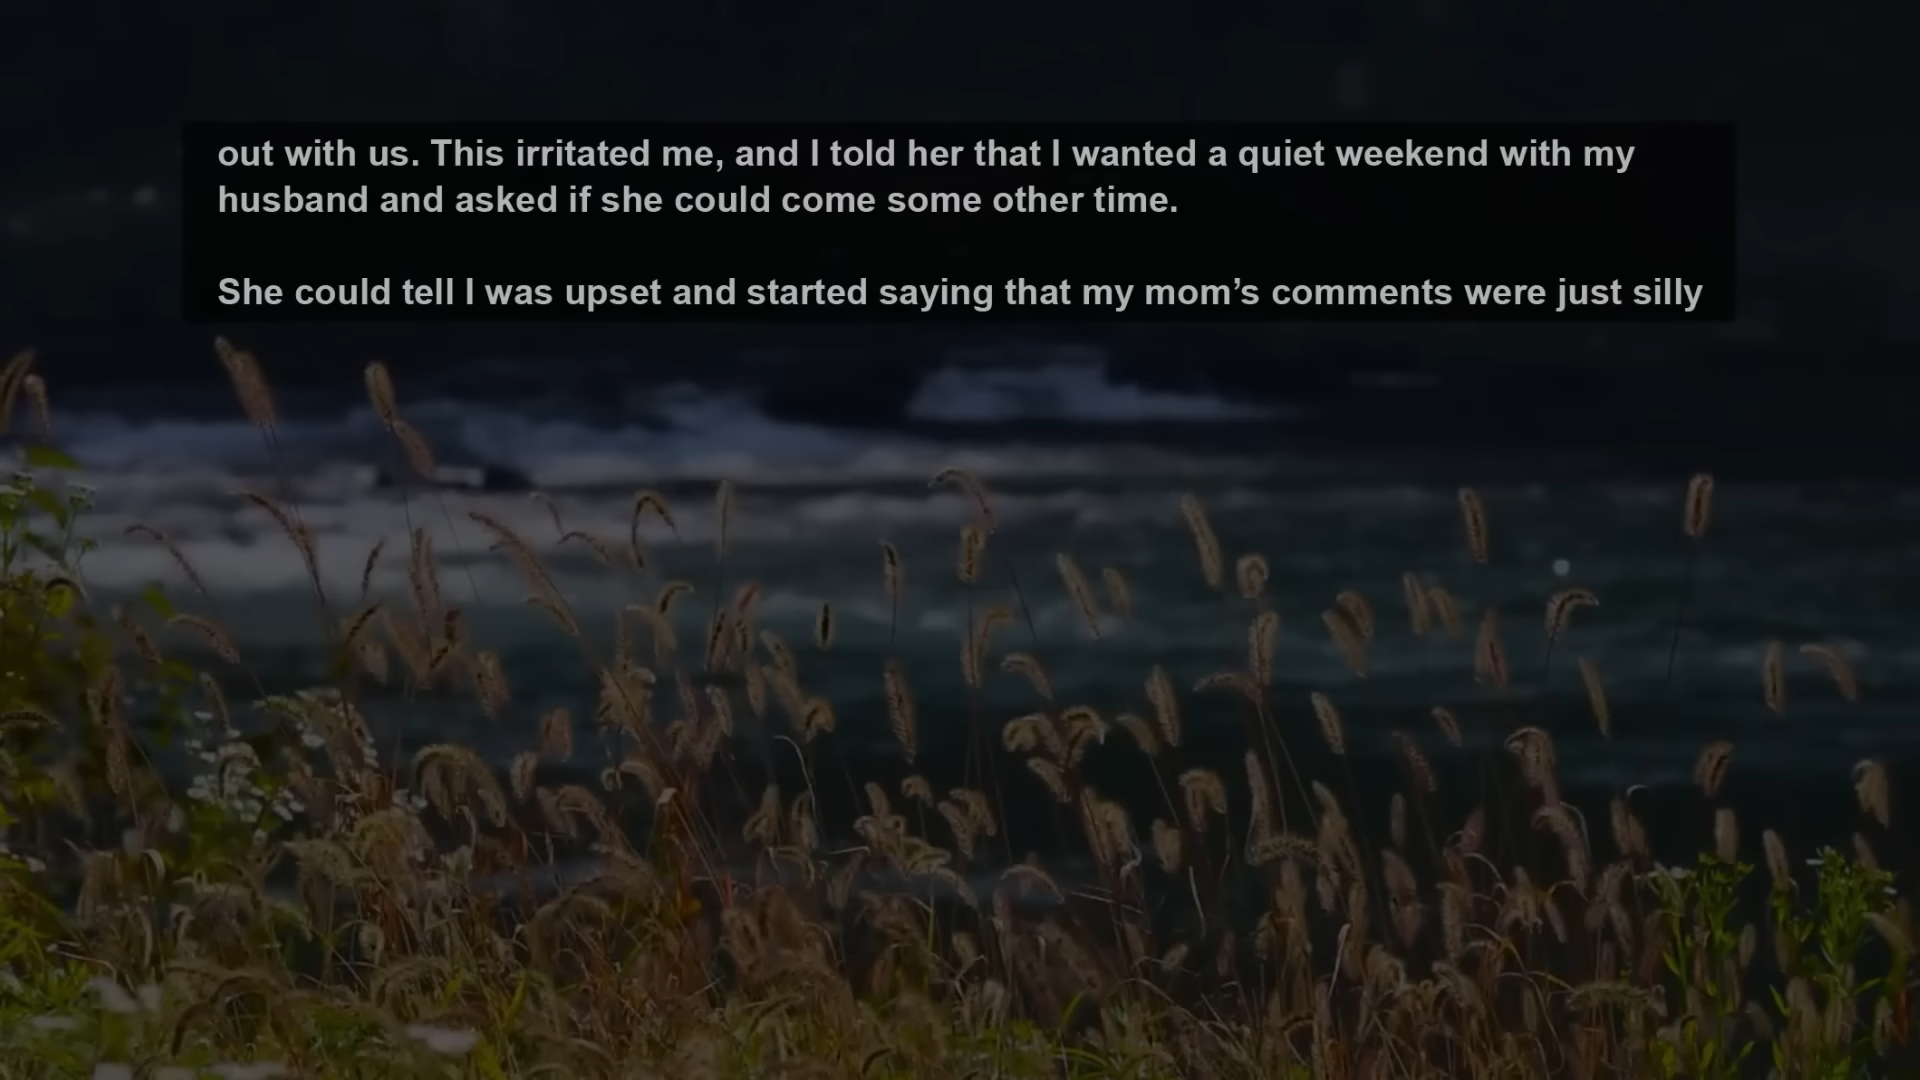 out with us. This irritated me, and I told her that I wanted a quiet weekend with my
husband and asked if she could come some other time.
She could tell I was upset and started saying that my mom’s comments were just silly